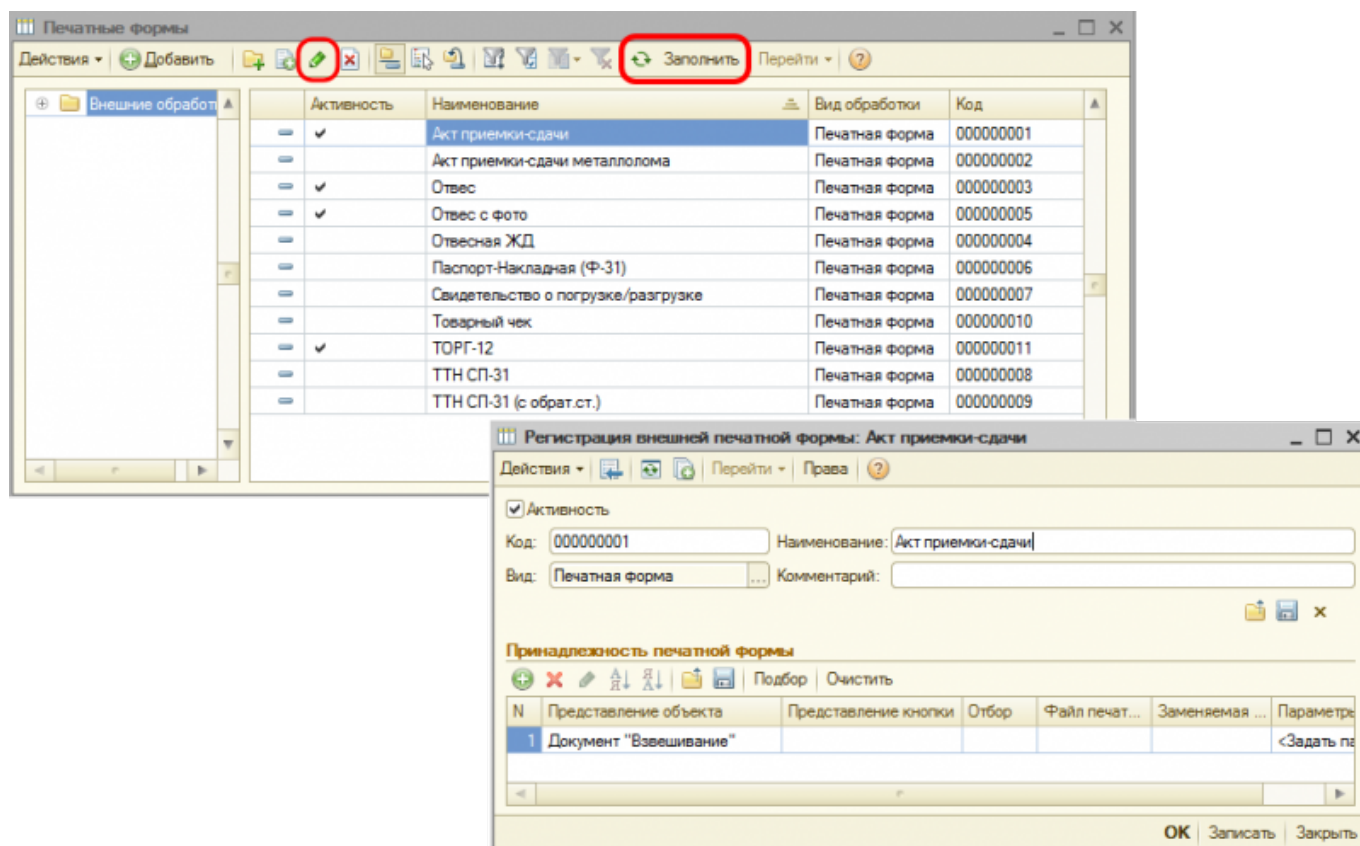 Печатные формы
Действия Добавить Заполнить Перейти
Внешние обработ
Активность Наименование Вид обработки Код
Акт приемки-сдачи Печатная форма 000000001
Акт приемки-сдачи металлолома Печатная форма 000000002
Отвес Печатная форма 000000003
Отвес с фото Печатная форма 000000005
Отвесная ЖД Печатная форма 000000004
Паспорт-Накладная (Ф-31) Печатная форма 000000006
Свидетельство о погрузке/разгрузке Печатная форма 000000007
Товарный чек Печатная форма 000000010
ТОРГ-12 Печатная форма 000000011
ТТН СП-31 Печатная форма 000000008
ТТН СП-31 (с обрат.ст.) Печатная форма 000000009
Регистрация внешней печатной формы: Акт приемки-сдачи
Действия Перейти Права
Активность
Код: 000000001 Наименование: Акт приемки-сдачи
Вид: Печатная форма ... Комментарий:
Принадлежность печатной формы
Подбор Очистить
N Представление объекта Представление кнопки Отбор Файл печат... Заменяемая ... Параметры
1 Документ "Взвешивание" <Задать па
OK Записать Закрыть